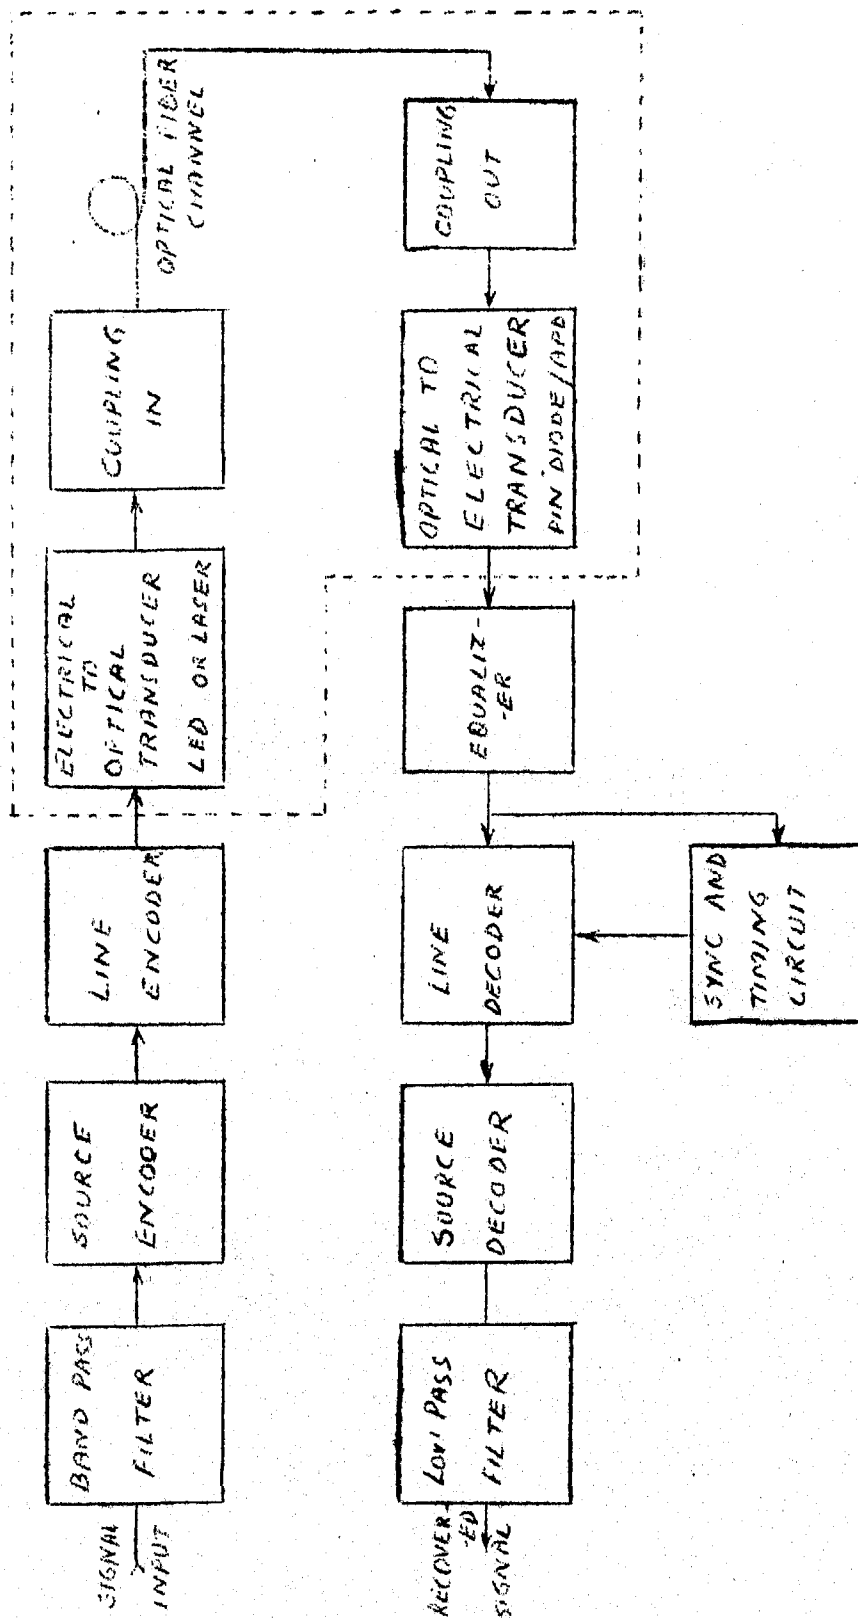 SIGNAL
INPUT
BAND PASS
FILTER
SOURCE
ENCODER
LINE
ENCODER
ELECTRICAL
TO
OPTICAL
TRANSDUCER
LED OR LASER
COUPLING
IN
OPTICAL FIBER
CHANNEL
COUPLING
OUT
OPTICAL TO
ELECTRICAL
TRANSDUCER
PIN DIODE/APD
EQUALIZ-
-ER
LINE
DECODER
SYNC AND
TIMING
CIRCUIT
SOURCE
DECODER
LOW PASS
FILTER
RECOVER-
-ED
SIGNAL